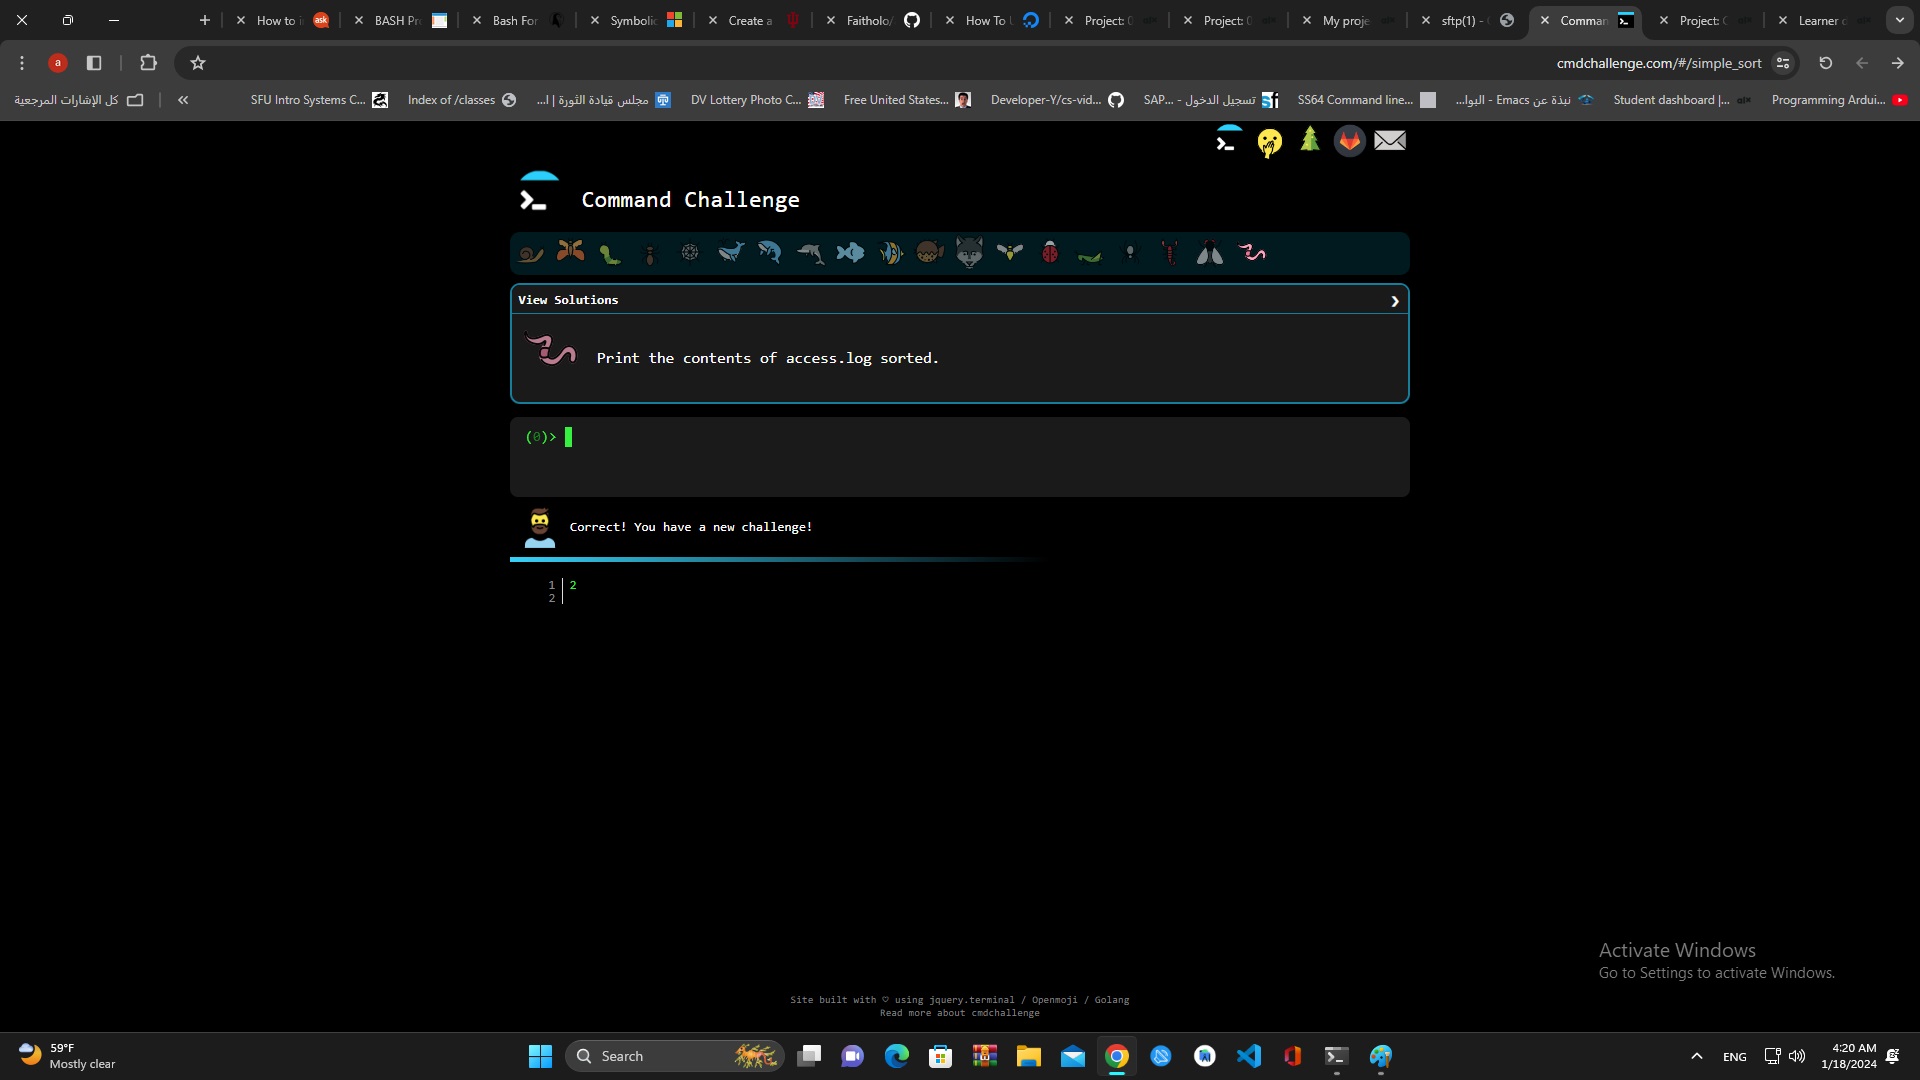 How to i
BASH Pr
Bash For
Symbolic
Create a
Faitholo/
How To U
Project: 0
Project: 0
My proje
sftp(1) -
Comman
Project: 0
Learner
a
cmdchallenge.com/#/simple_sort
كل الإشارات المرجعية
SFU Intro Systems C...
Index of /classes
مجلس قيادة الثورة | ا...
DV Lottery Photo C...
Free United States...
Developer-Y/cs-vid...
تسجيل الدخول - SAP...
SS64 Command line...
نبذة عن Emacs - البوا...
Student dashboard |...
Programming Ardui...
Command Challenge
View Solutions
Print the contents of access.log sorted.
(0)>
Correct! You have a new challenge!
1 2
2
Activate Windows
Go to Settings to activate Windows.
Site built with ♡ using jquery.terminal / Openmoji / Golang
Read more about cmdchallenge
59°F
Mostly clear
Search
ENG
4:20 AM
1/18/2024